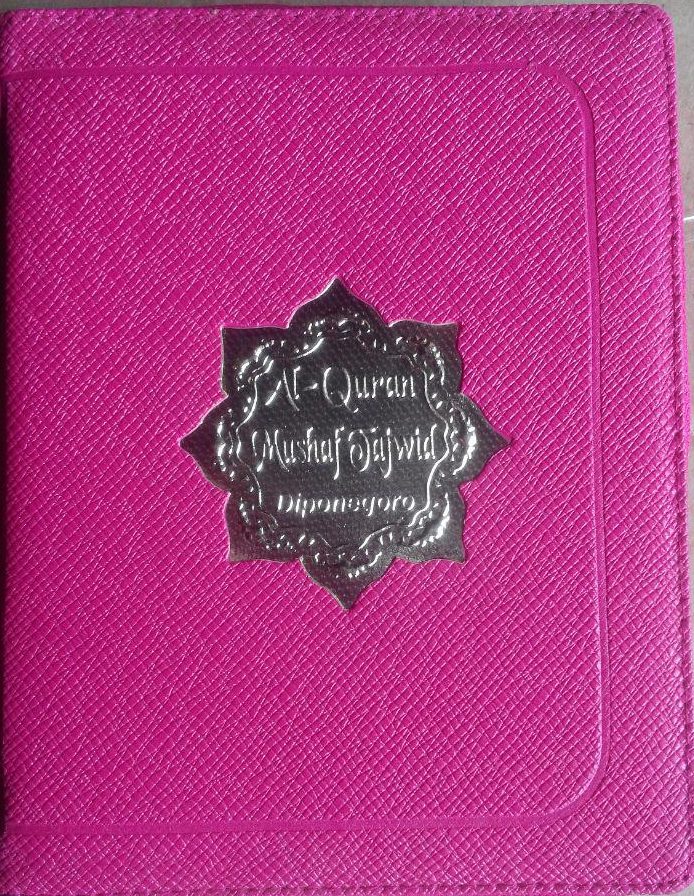 Al-Quran
Mushaf Tajwid
Diponegoro